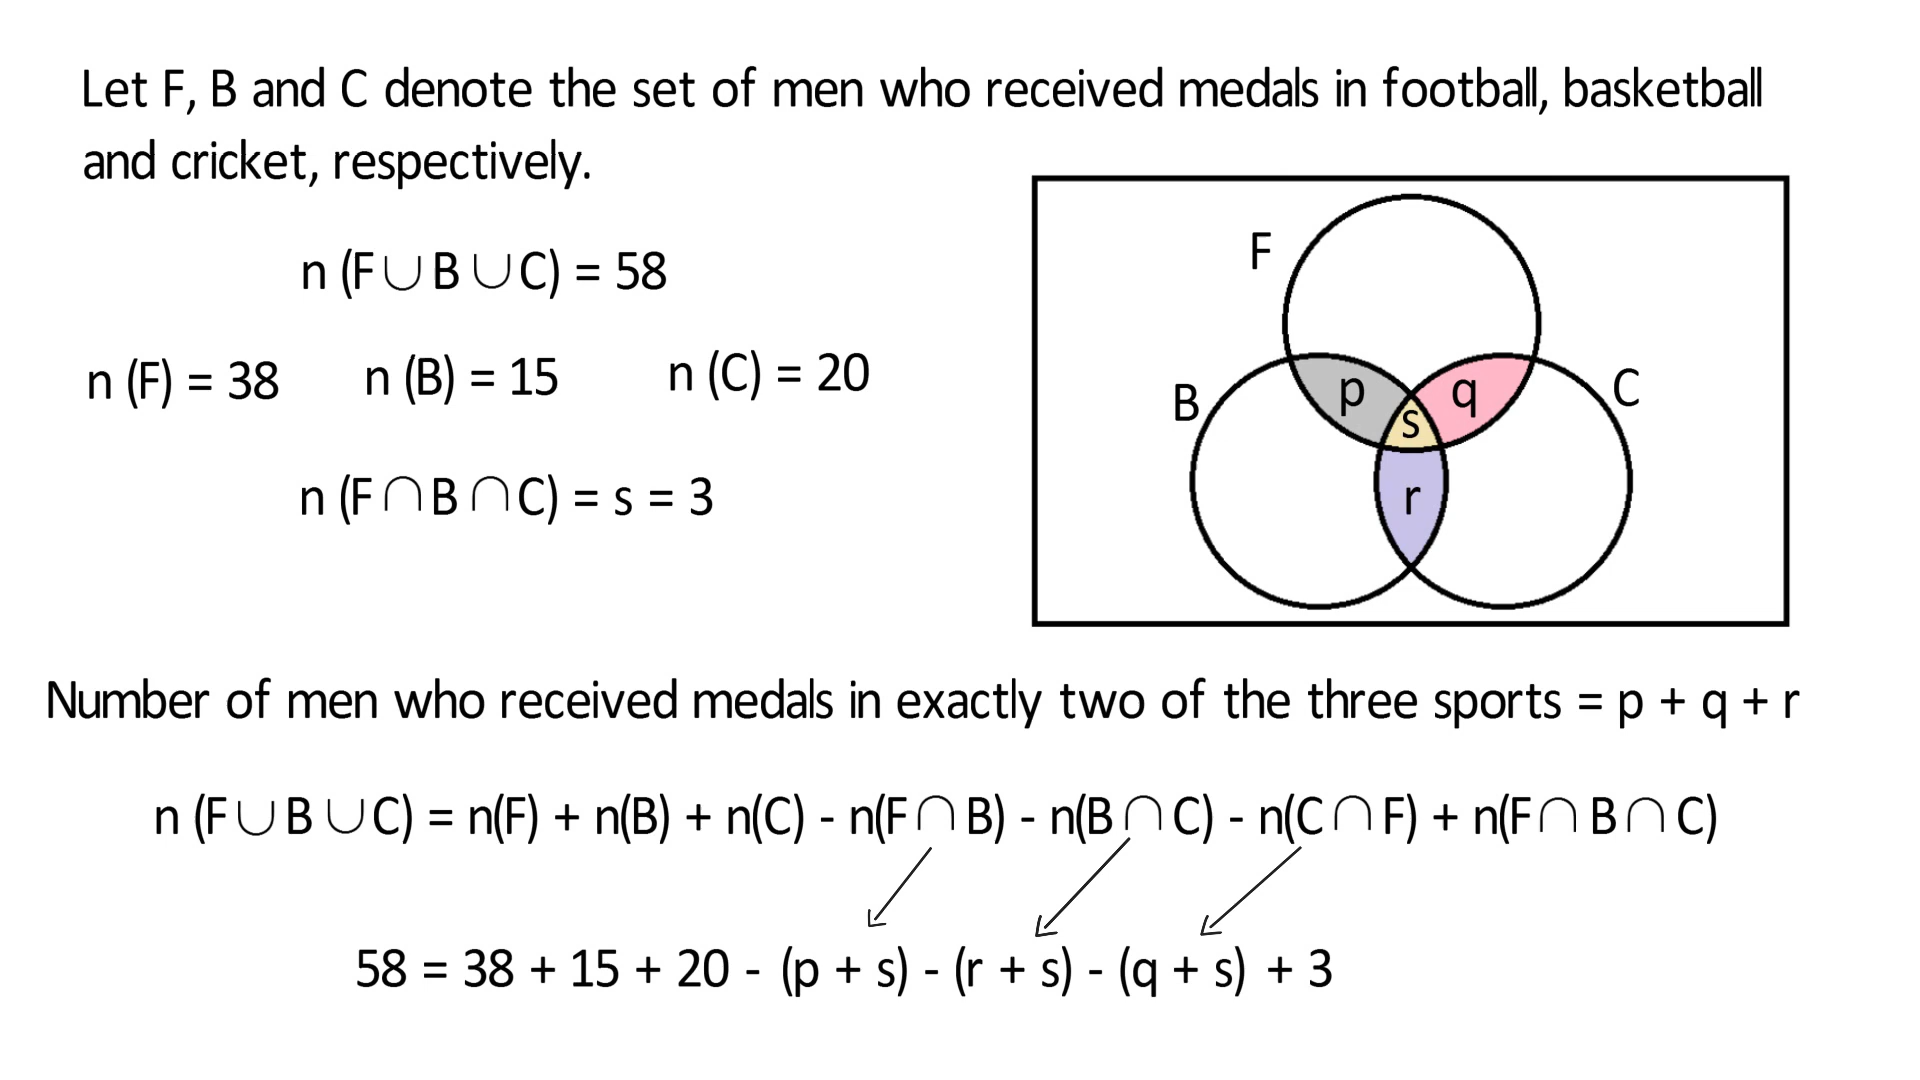 Let F, B and C denote the set of men who received medals in football, basketball
and cricket, respectively.
n (F ∪ B ∪ C) = 58
n (F) = 38 n (B) = 15 n (C) = 20
n (F ∩ B ∩ C) = s = 3
F
B
C
p
q
s
r
Number of men who received medals in exactly two of the three sports = p + q + r
n (F ∪ B ∪ C) = n(F) + n(B) + n(C) - n(F ∩ B) - n(B ∩ C) - n(C ∩ F) + n(F ∩ B ∩ C)
58 = 38 + 15 + 20 - (p + s) - (r + s) - (q + s) + 3